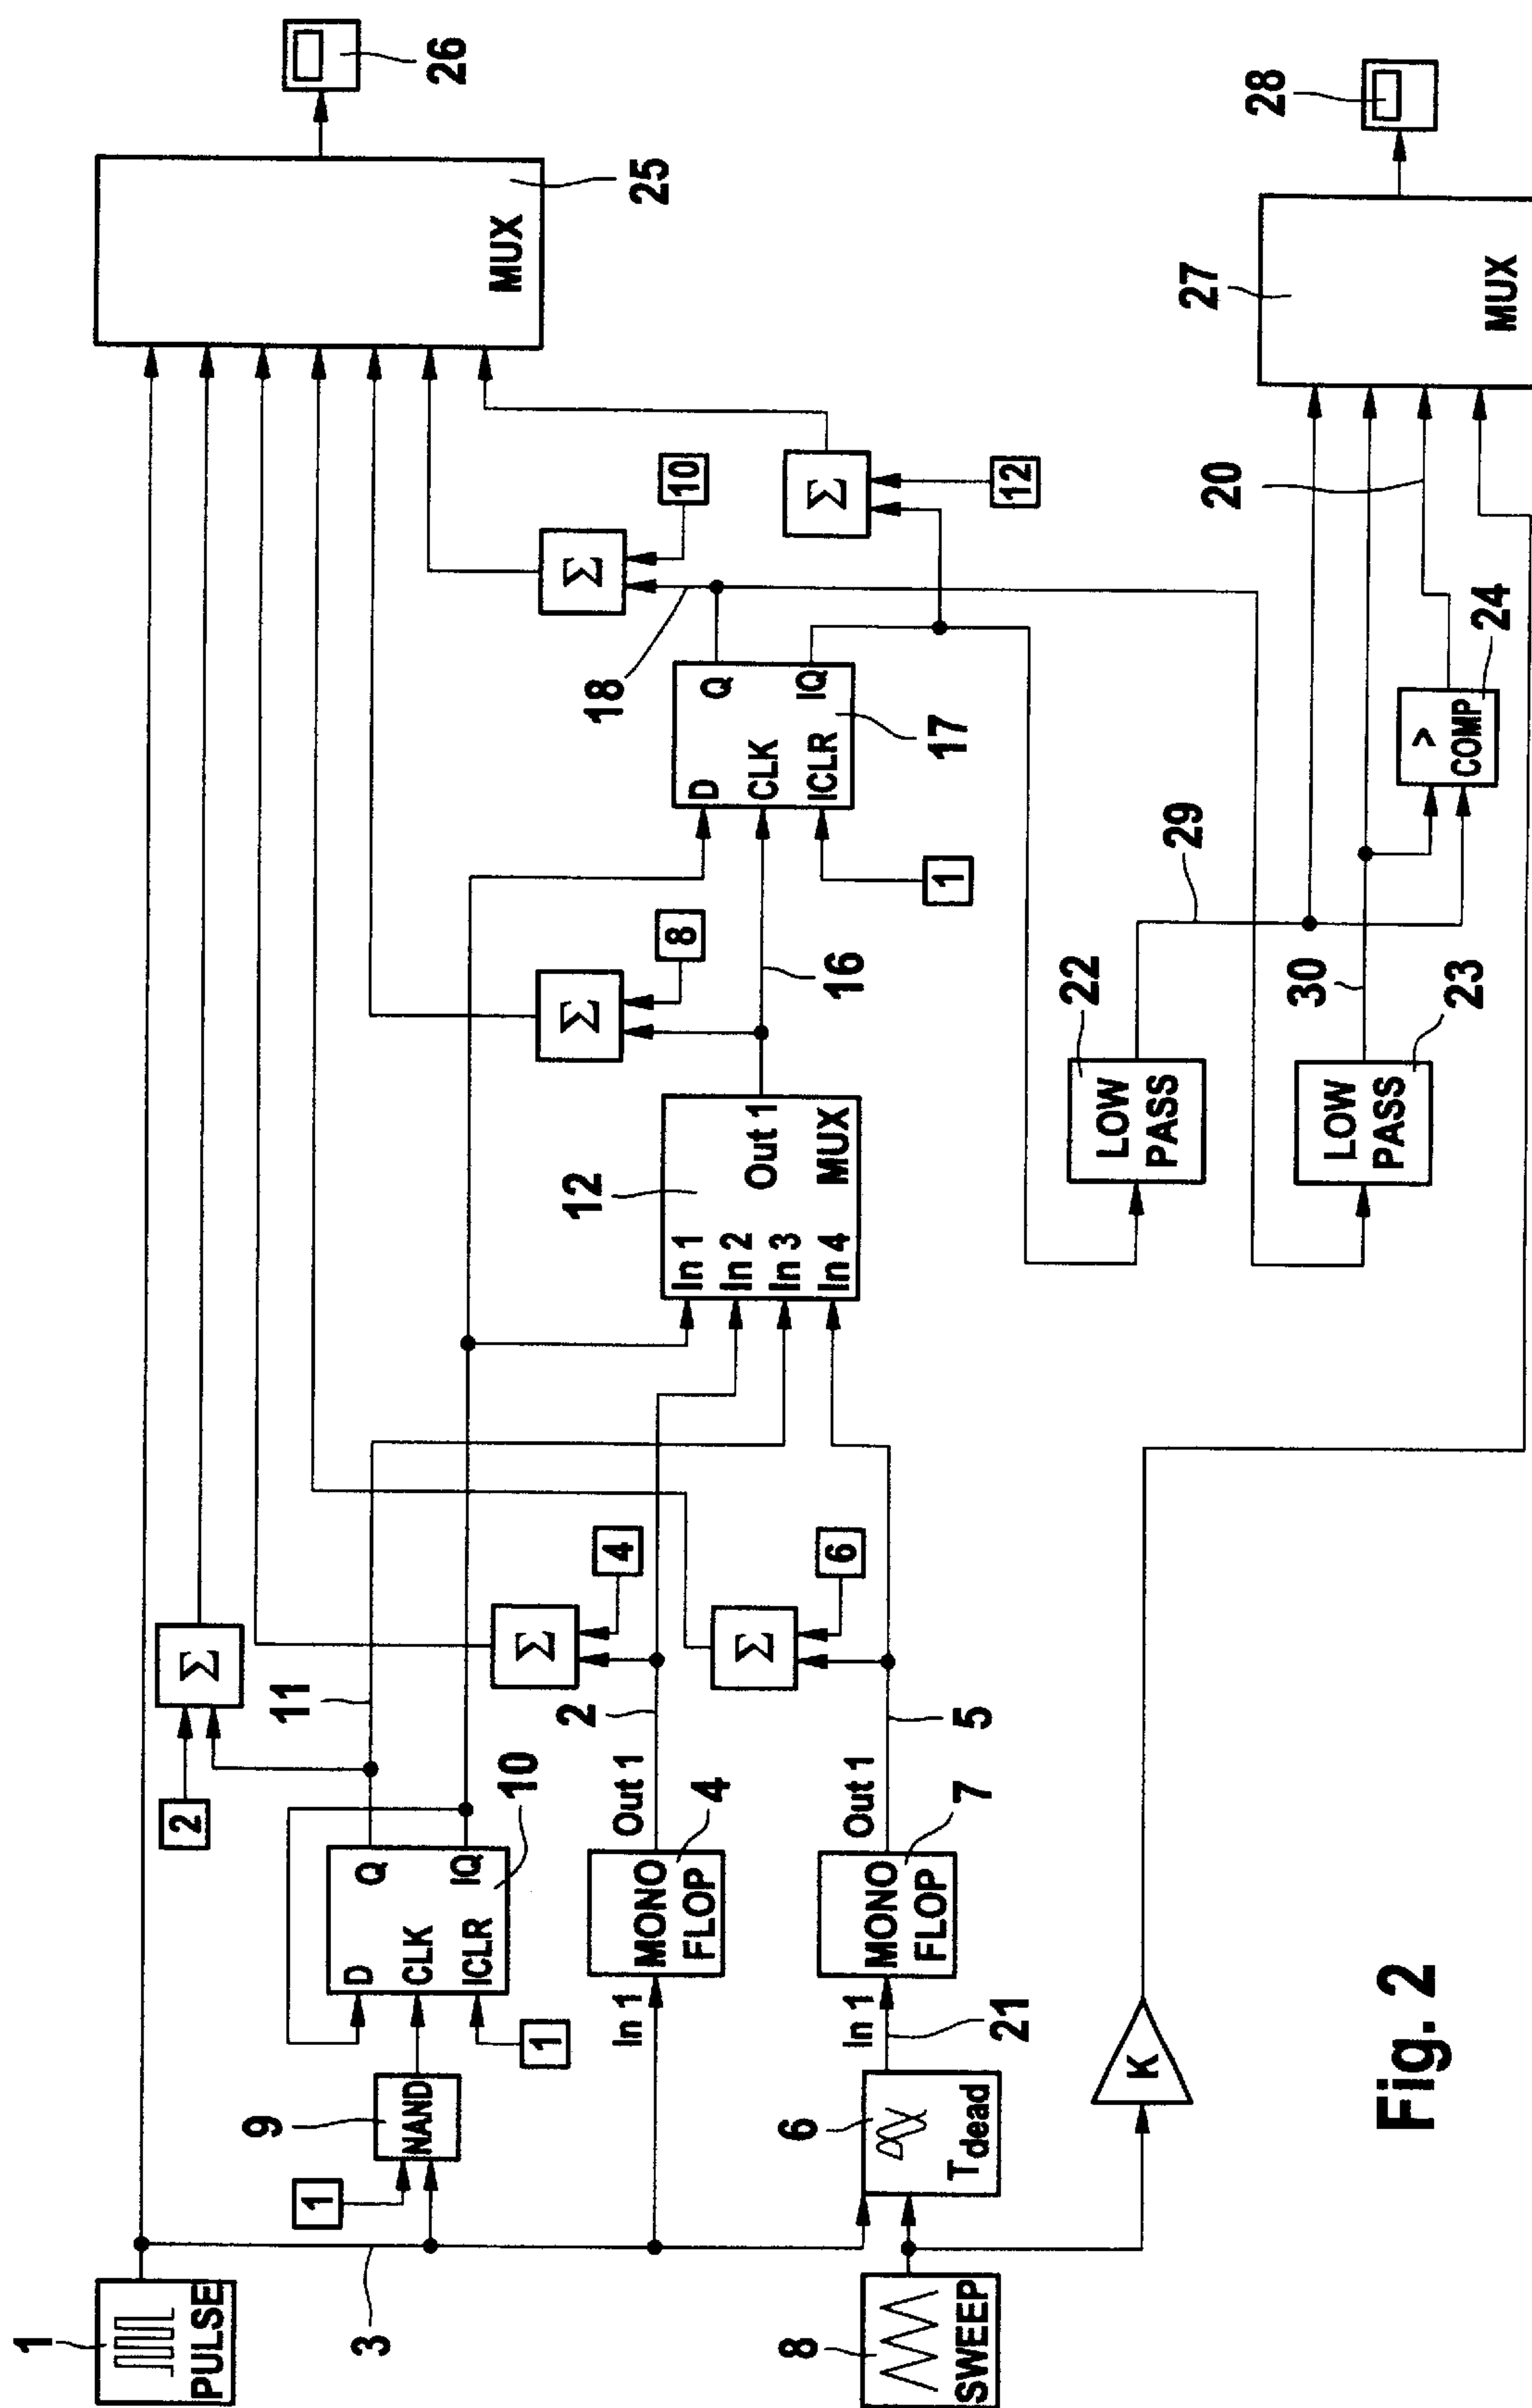 1
PULSE
3
8
SWEEP
9
NAND
1
1
D
CLK
ICLR
Q
IQ
10
2
Σ
11
In 1
MONO
FLOP
Out 1
4
2
Σ
4
6
Tdead
In 1
21
MONO
FLOP
Out 1
7
5
Σ
6
K
12
In 1
In 2
In 3
In 4
Out 1
MUX
16
Σ
8
D
CLK
ICLR
Q
IQ
17
1
18
Σ
10
Σ
12
22
LOW
PASS
29
LOW
PASS
23
30
>
COMP
24
20
MUX
25
26
MUX
27
28
Fig. 2